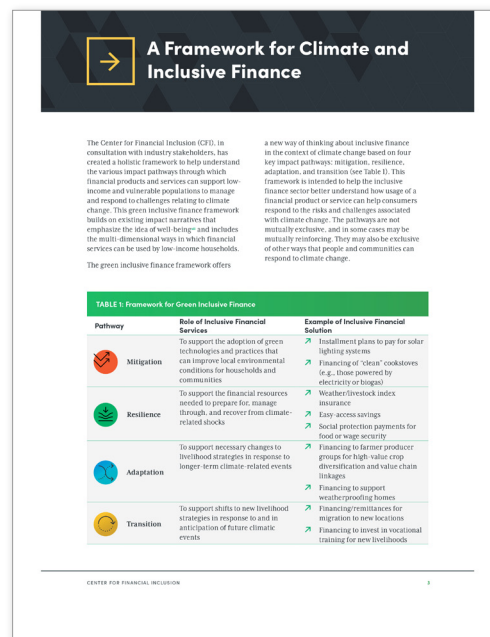 A Framework for Climate and
Inclusive Finance
The Center for Financial Inclusion (CFI), in
consultation with industry stakeholders, has
created a holistic framework to help understand
the various impact pathways through which
financial products and services can support low-
income and vulnerable populations to manage
and respond to challenges relating to climate
change. This green inclusive finance framework
builds on existing impact narratives that
emphasize the idea of well-being and includes
the multi-dimensional ways in which financial
services can be used by low-income households.
The green inclusive finance framework offers
a new way of thinking about inclusive finance
in the context of climate change based on four
key impact pathways: mitigation, resilience,
adaptation, and transition (see Table 1). This
framework is intended to help the inclusive
finance sector better understand how usage of a
financial product or service can help consumers
respond to the risks and challenges associated
with climate change. The pathways are not
mutually exclusive, and in some cases may be
mutually reinforcing. They may also be exclusive
of other ways that people and communities can
respond to climate change.
TABLE 1: Framework for Green Inclusive Finance
Pathway
Role of Inclusive Financial
Services
Example of Inclusive Financial
Solution
Mitigation
To support the adoption of green
technologies and practices that
can improve local environmental
conditions for households and
communities
Installment plans to pay for solar
lighting systems
Financing of "clean" cookstoves
(e.g., those powered by
electricity or biogas)
Resilience
To support the financial resources
needed to prepare for, manage
through, and recover from climate-
related shocks
Weather/livestock index
insurance
Easy-access savings
Social protection payments for
food or wage security
Adaptation
To support necessary changes to
livelihood strategies in response to
longer-term climate-related events
Financing to farmer producer
groups for high-value crop
diversification and value chain
linkages
Financing to support
weatherproofing homes
Transition
To support shifts to new livelihood
strategies in response to and in
anticipation of future climatic
events
Financing/remittances for
migration to new locations
Financing to invest in vocational
training for new livelihoods
CENTER FOR FINANCIAL INCLUSION